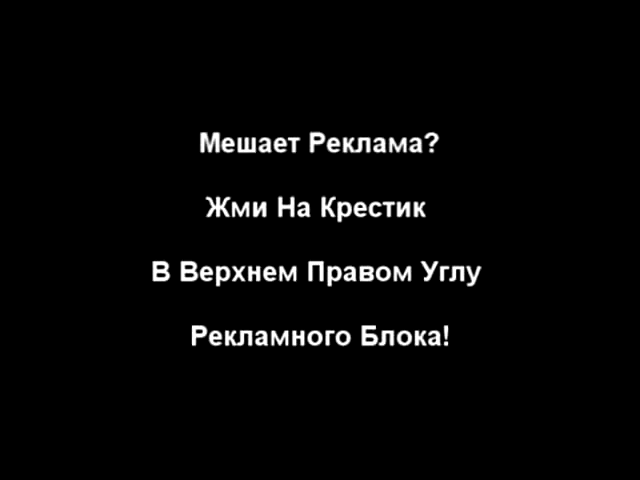 Мешает Реклама?
Жми На Крестик
В Верхнем Правом Углу
Рекламного Блока!